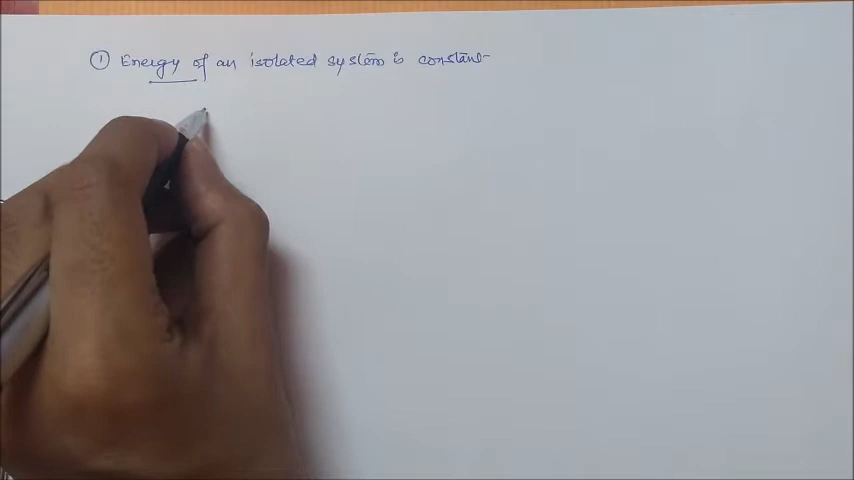 ① Energy of an isolated system is constant